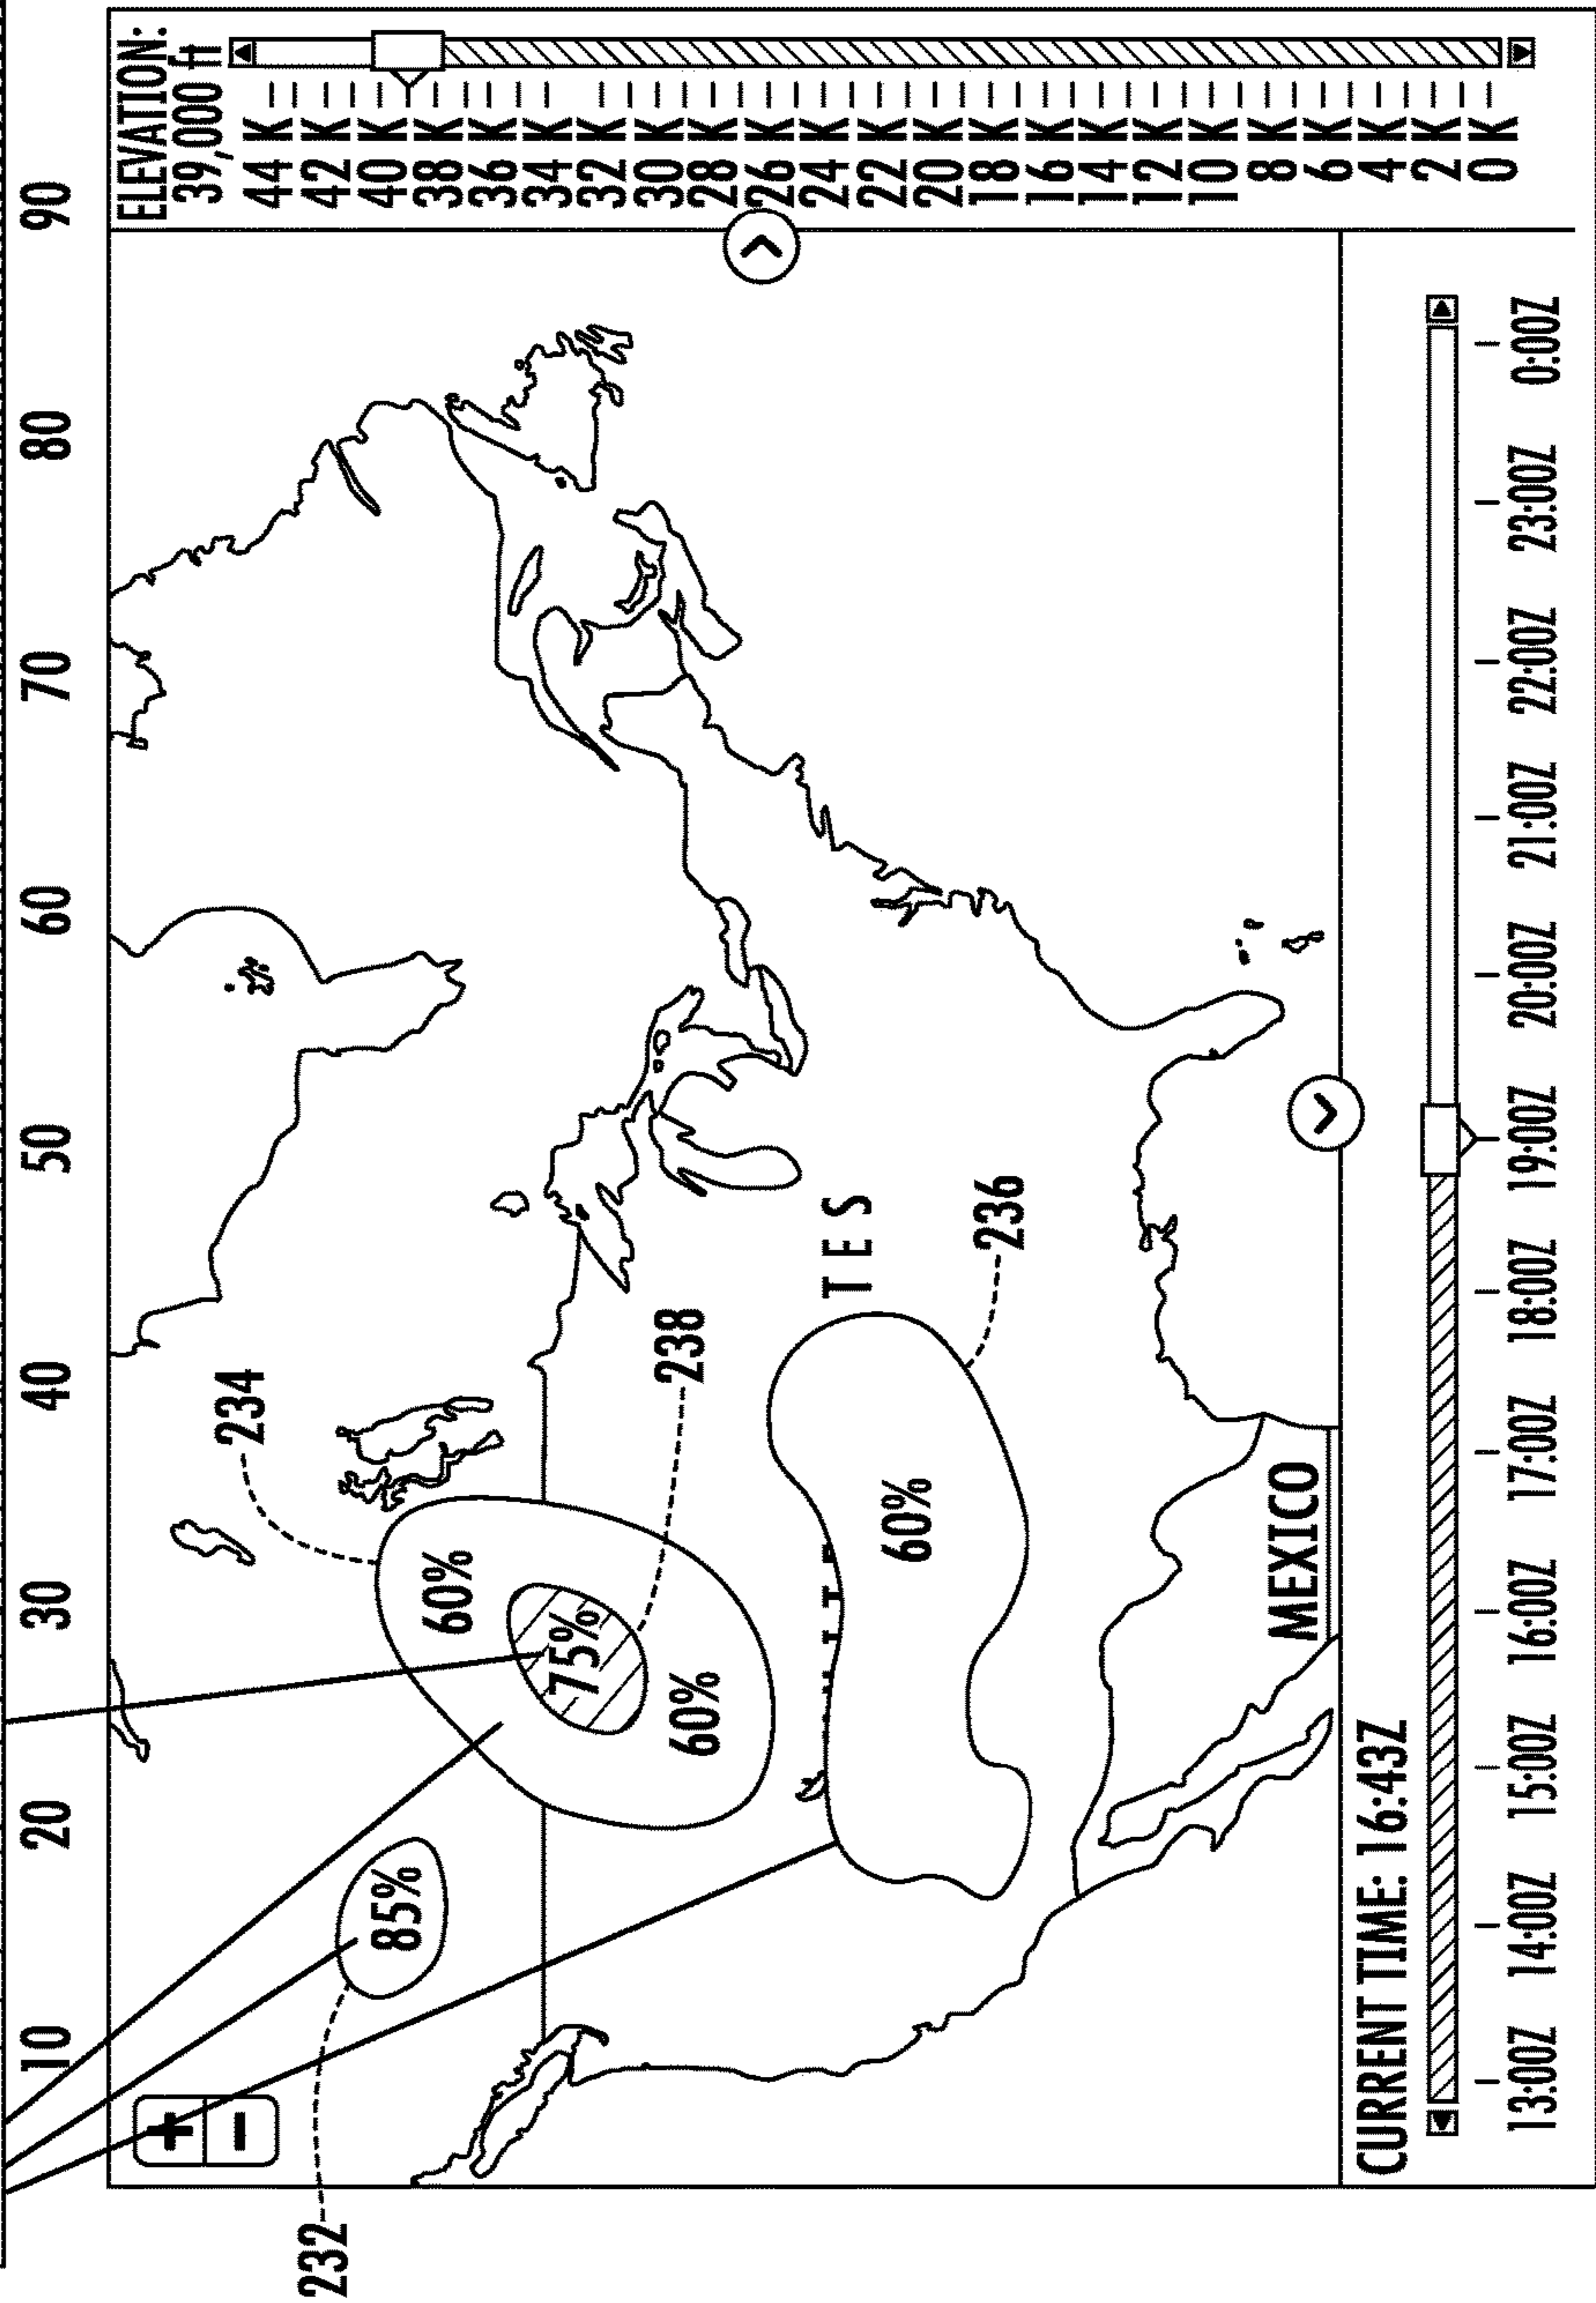 10 20 30 40 50 60 70 80 90
ELEVATION:
39,000 ft
44 K
42 K
40 K
38 K
36 K
34 K
32 K
30 K
28 K
26 K
24 K
22 K
20 K
18 K
16 K
14 K
12 K
10 K
8 K
6 K
4 K
2 K
0 K
+
−
232
234
85%
60%
75%
238
60%
TES
60%
236
MEXICO
CURRENT TIME: 16:43Z
13:00Z 14:00Z 15:00Z 16:00Z 17:00Z 18:00Z 19:00Z 20:00Z 21:00Z 22:00Z 23:00Z 0:00Z